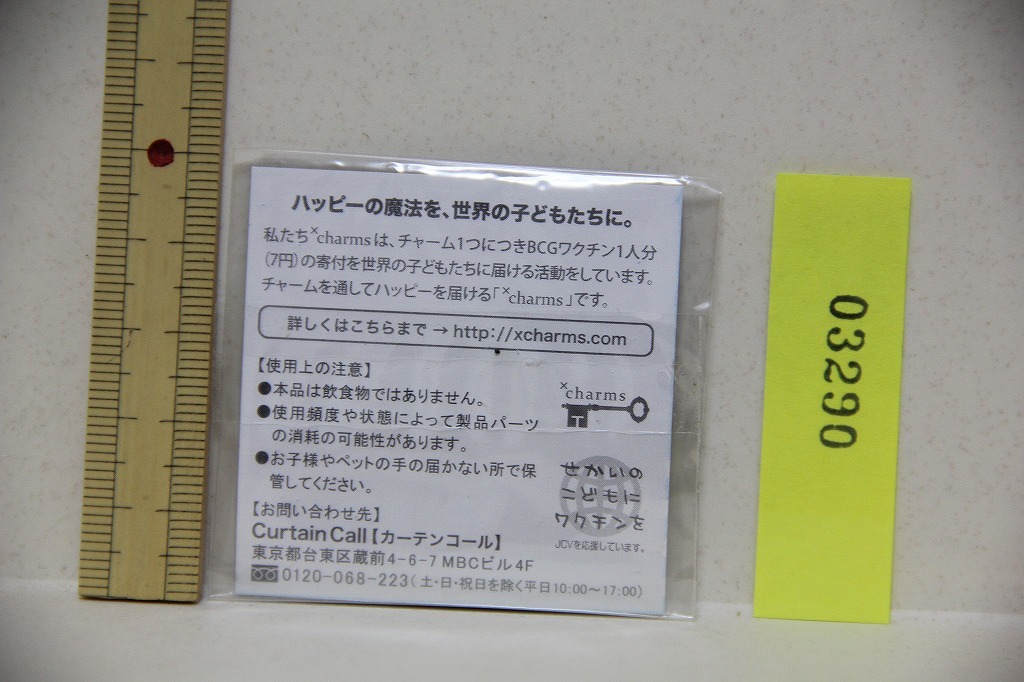 ハッピーの魔法を、世界の子どもたちに。
私たち×charmsは、チャーム1つにつきBCGワクチン1人分
(7円)の寄付を世界の子どもたちに届ける活動をしています。
チャームを通してハッピーを届ける「×charms」です。
詳しくはこちらまで → http://xcharms.com
【使用上の注意】
●本品は飲食物ではありません。
●使用頻度や状態によって製品パーツ
の消耗の可能性があります。
●お子様やペットの手の届かない所で保
管してください。
×charms
T
せかいの
こどもに
ワクチンを
JCVを応援しています。
【お問い合わせ先】
Curtain Call【カーテンコール】
東京都台東区蔵前4-6-7 MBCビル4F
0120-068-223(土・日・祝日を除く平日10:00〜17:00)
03290